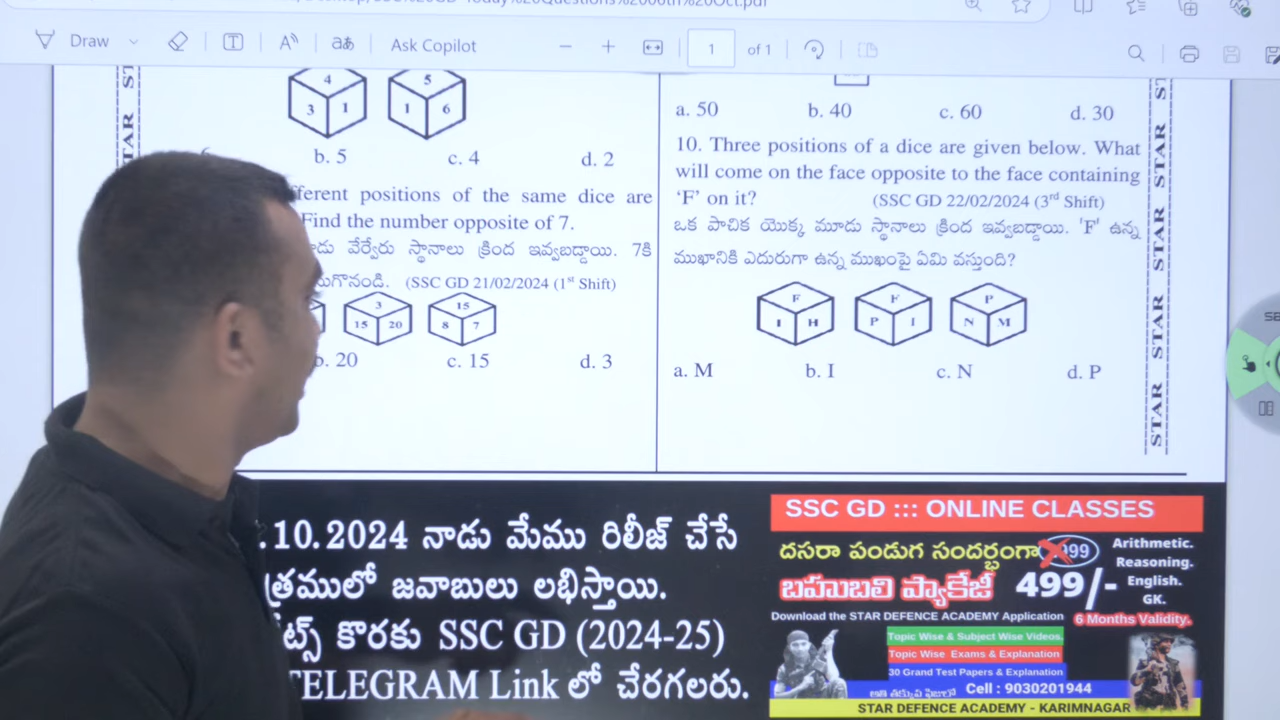 Draw
Ask Copilot
1
of 1
4
3 1
5
1 6
b. 5 c. 4 d. 2
fferent positions of the same dice are
Find the number opposite of 7.
వేర్వేరు స్థానాలు క్రింద ఇవ్వబడ్డాయి. 7కి
(SSC GD 21/02/2024 (1st Shift)
3
15 20
15
8 7
b. 20 c. 15 d. 3
a. 50 b. 40 c. 60 d. 30
10. Three positions of a dice are given below. What
will come on the face opposite to the face containing
‘F’ on it? (SSC GD 22/02/2024 (3rd Shift)
ఒక పాచిక యొక్క మూడు స్థానాలు క్రింద ఇవ్వబడ్డాయి. 'F' ఉన్న
ముఖానికి ఎదురుగా ఉన్న ముఖంపై ఏమి వస్తుంది?
F
I H
F
P I
P
N M
a. M b. I c. N d. P
STAR STAR STAR STAR
STAR
.10.2024 నాడు మేము రిలీజ్ చేసే
త్రములో జవాబులు లభిస్తాయి.
ట్స్ కొరకు SSC GD (2024-25)
TELEGRAM Link లో చేరగలరు.
SSC GD ::: ONLINE CLASSES
దసరా పండుగ సందర్భంగా
బహుబలి ప్యాకేజీ 499/-
Arithmetic.
Reasoning.
English.
GK.
Download the STAR DEFENCE ACADEMY Application
6 Months Validity.
Topic Wise & Subject Wise Videos.
Topic Wise Exams & Explanation
30 Grand Test Papers & Explanation
అతి తక్కువ ఫీజులో Cell : 9030201944
STAR DEFENCE ACADEMY - KARIMNAGAR